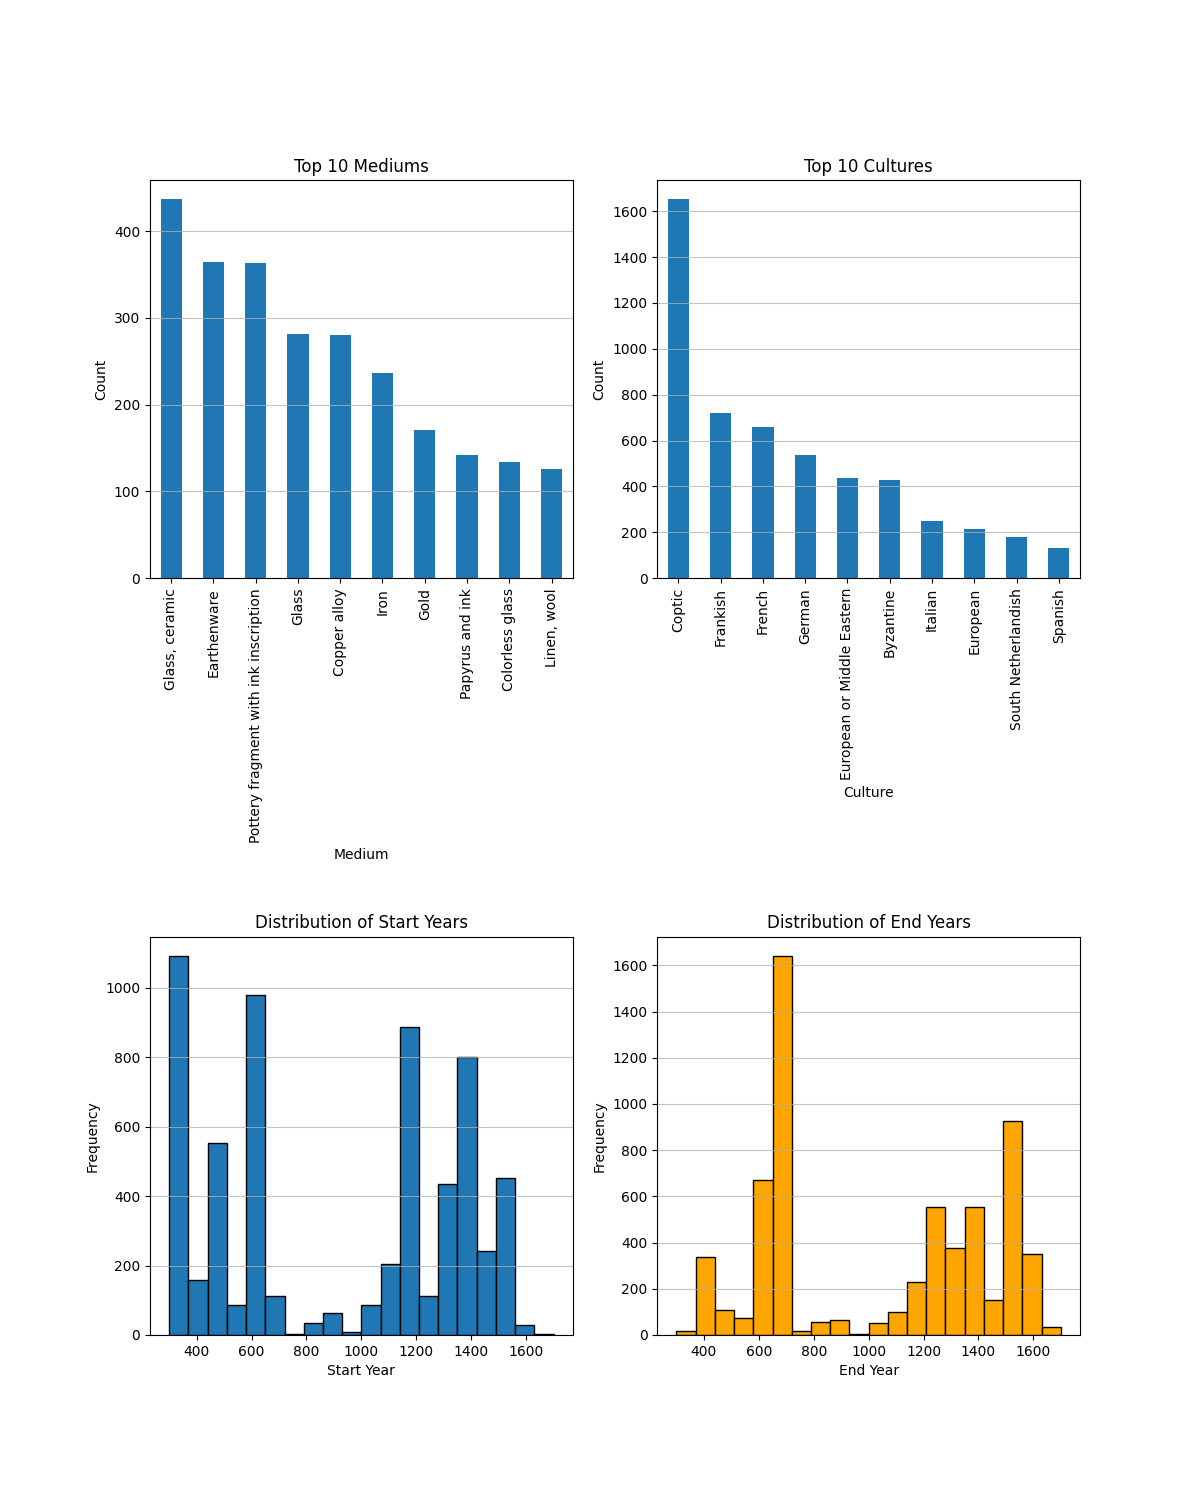 Top 10 Mediums
Count
400
300
200
100
0
Glass, ceramic
Earthenware
Pottery fragment with ink inscription
Glass
Copper alloy
Iron
Gold
Papyrus and ink
Colorless glass
Linen, wool
Medium
Top 10 Cultures
Count
1600
1400
1200
1000
800
600
400
200
0
Coptic
Frankish
French
German
European or Middle Eastern
Byzantine
Italian
European
South Netherlandish
Spanish
Culture
Distribution of Start Years
Frequency
1000
800
600
400
200
0
400 600 800 1000 1200 1400 1600
Start Year
Distribution of End Years
Frequency
1600
1400
1200
1000
800
600
400
200
0
400 600 800 1000 1200 1400 1600
End Year